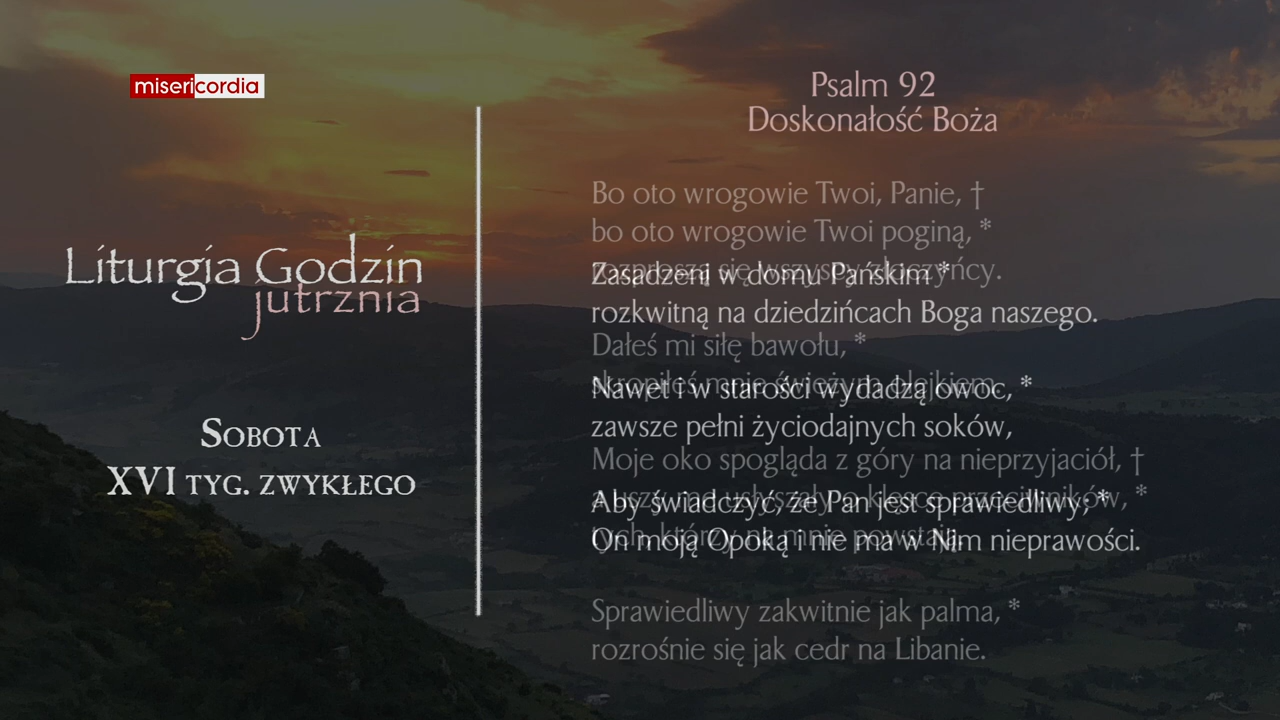 misericordia
Liturgia Godzin
jutrznia
Sobota
XVI tyg. zwykłego
Psalm 92
Doskonałość Boża
Bo oto wrogowie Twoi, Panie, †
bo oto wrogowie Twoi poginą, *
Zasadzeni w domu Pańskim *
rozkwitną na dziedzińcach Boga naszego.
Dałeś mi siłę bawołu, *
Nawet i w starości wydadzą owoc, *
zawsze pełni życiodajnych soków,
Moje oko spogląda z góry na nieprzyjaciół, †
Aby świadczyć, że Pan jest sprawiedliwy; *
On moją Opoką i nie ma w Nim nieprawości.
Sprawiedliwy zakwitnie jak palma, *
rozrośnie się jak cedr na Libanie.